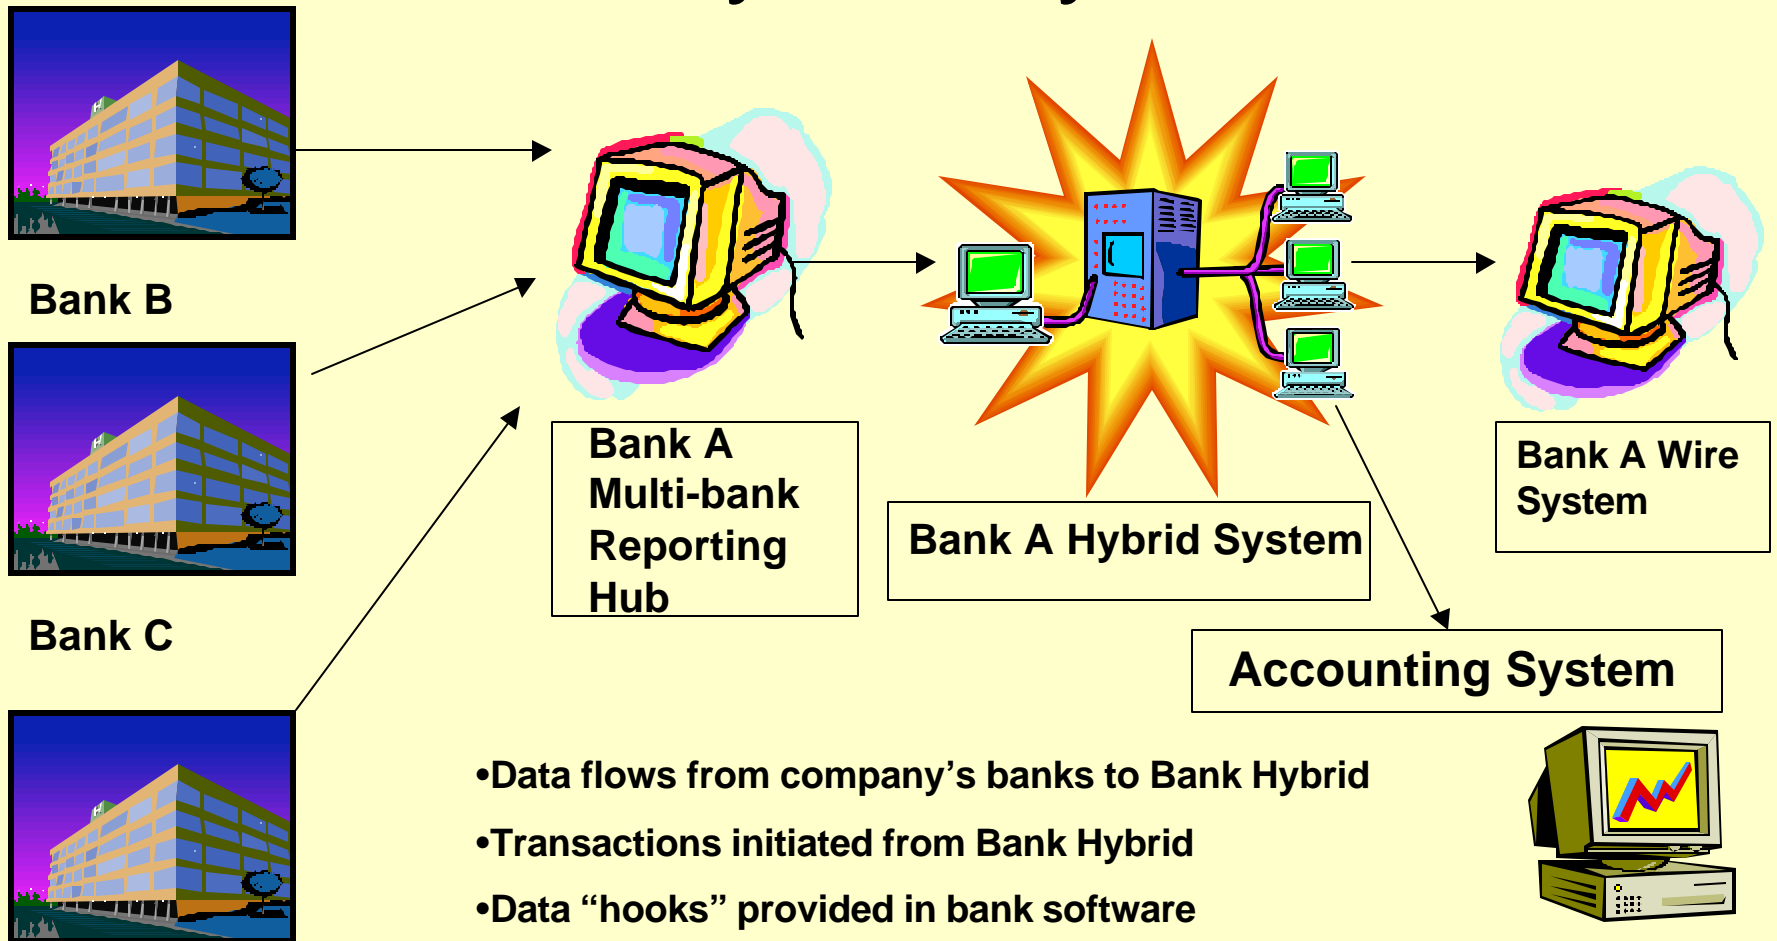 Bank B
Bank C
Bank A
Multi-bank
Reporting
Hub
Bank A Hybrid System
Bank A Wire
System
Accounting System
•Data flows from company’s banks to Bank Hybrid
•Transactions initiated from Bank Hybrid
•Data “hooks” provided in bank software